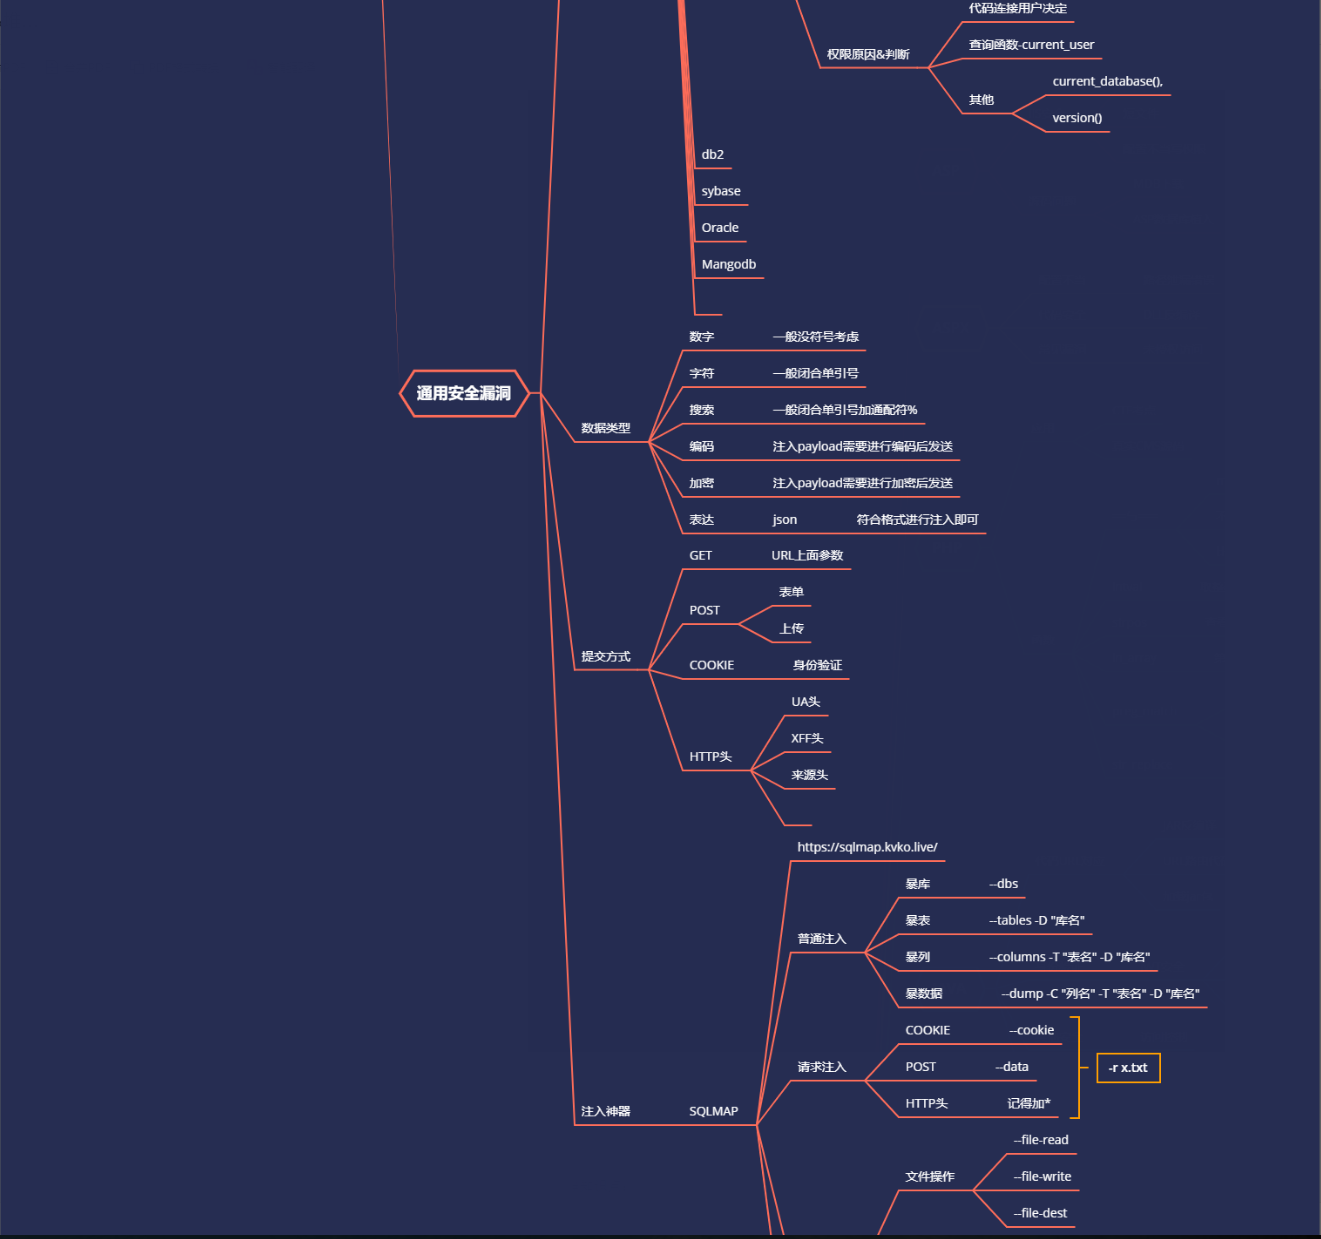 代码连接用户决定
权限原因&判断
查询函数-current_user
current_database(),
其他
version()
db2
sybase
Oracle
Mangodb
通用安全漏洞
数据类型
数字 一般没符号考虑
字符 一般闭合单引号
搜索 一般闭合单引号加通配符%
编码 注入payload需要进行编码后发送
加密 注入payload需要进行加密后发送
表达 json 符合格式进行注入即可
提交方式
GET URL上面参数
POST
表单
上传
COOKIE 身份验证
HTTP头
UA头
XFF头
来源头
注入神器 SQLMAP
https://sqlmap.kvko.live/
普通注入
暴库 --dbs
暴表 --tables -D "库名"
暴列 --columns -T "表名" -D "库名"
暴数据 --dump -C "列名" -T "表名" -D "库名"
请求注入
COOKIE --cookie
POST --data
HTTP头 记得加*
-r x.txt
文件操作
--file-read
--file-write
--file-dest